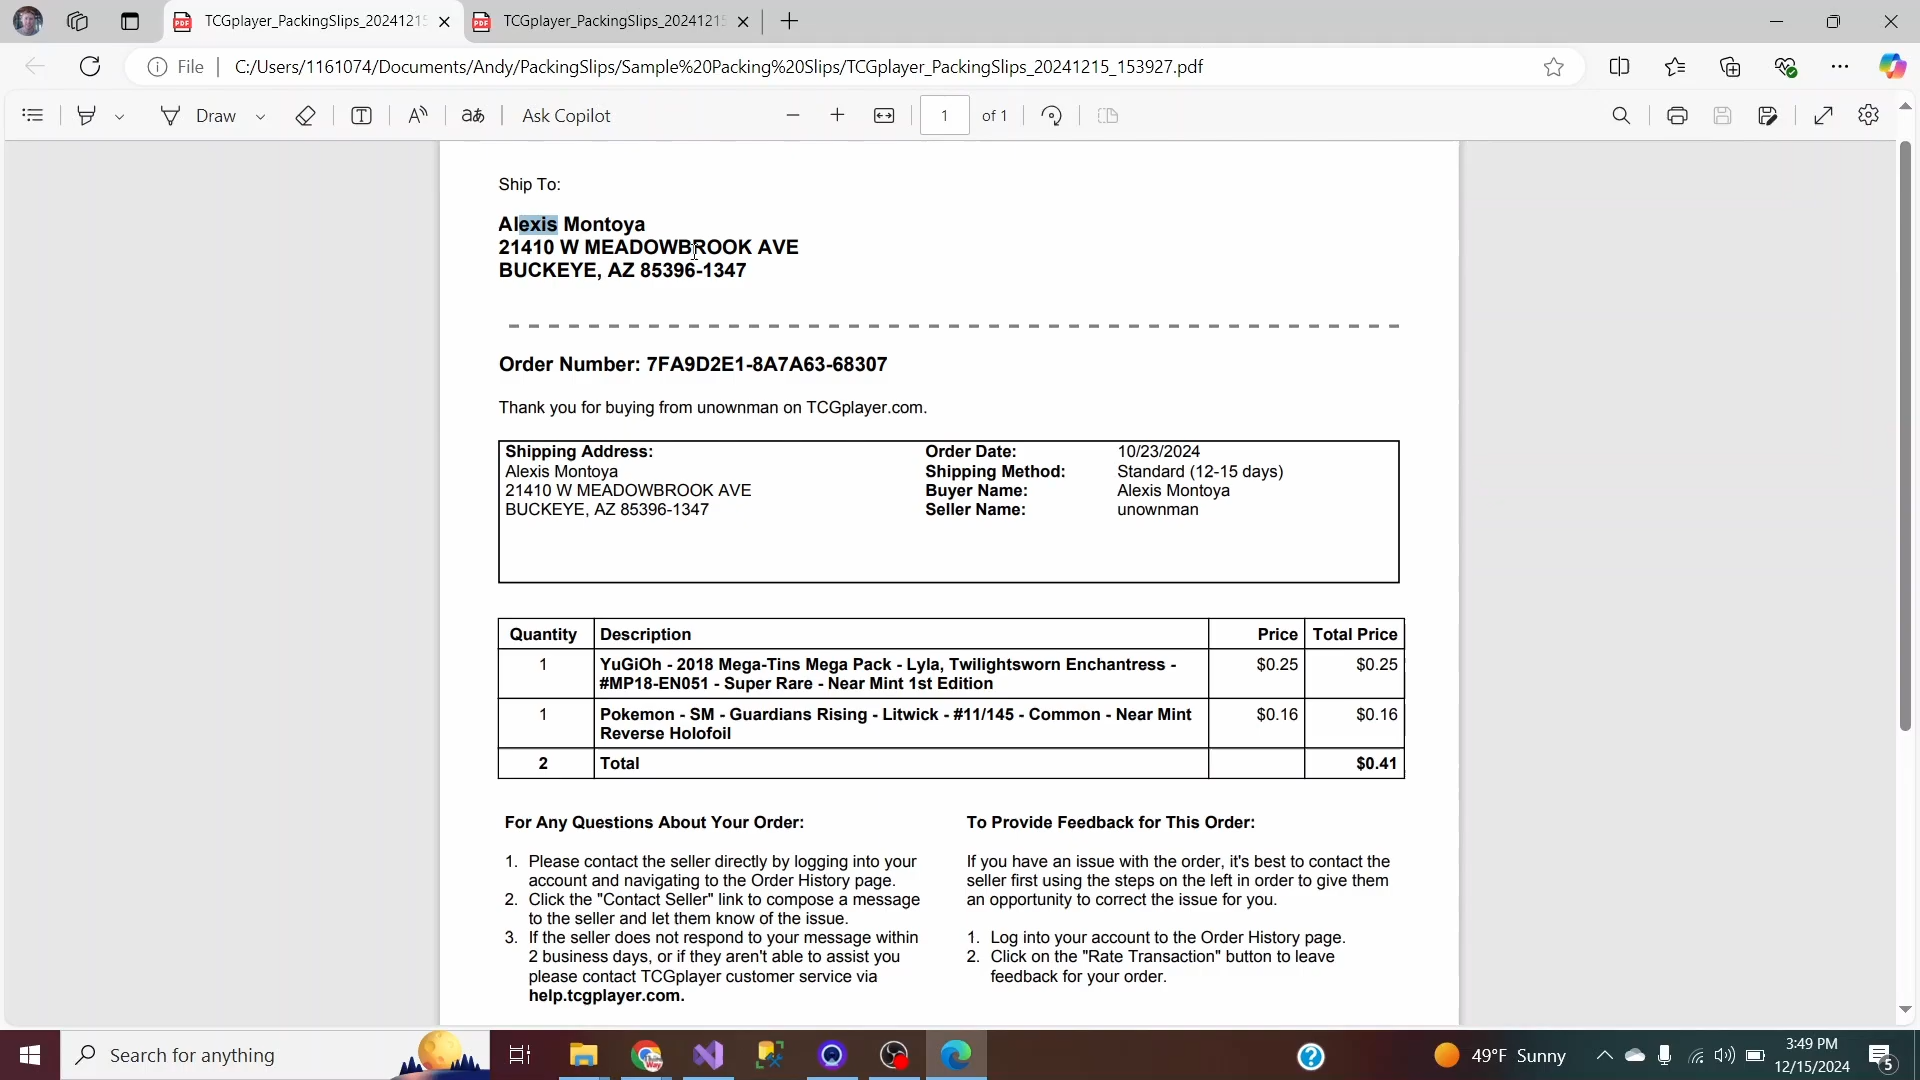 TCGplayer_PackingSlips_20241215
TCGplayer_PackingSlips_20241215
File
C:/Users/1161074/Documents/Andy/PackingSlips/Sample%20Packing%20Slips/TCGplayer_PackingSlips_20241215_153927.pdf
Draw
Ask Copilot
1 of 1
Ship To:
Alexis Montoya
21410 W MEADOWBROOK AVE
BUCKEYE, AZ 85396-1347
Order Number: 7FA9D2E1-8A7A63-68307
Thank you for buying from unownman on TCGplayer.com.
Shipping Address:
Alexis Montoya
21410 W MEADOWBROOK AVE
BUCKEYE, AZ 85396-1347
Order Date: 10/23/2024
Shipping Method: Standard (12-15 days)
Buyer Name: Alexis Montoya
Seller Name: unownman
Quantity Description Price Total Price
1 YuGiOh - 2018 Mega-Tins Mega Pack - Lyla, Twilightsworn Enchantress - $0.25 $0.25
#MP18-EN051 - Super Rare - Near Mint 1st Edition
1 Pokemon - SM - Guardians Rising - Litwick - #11/145 - Common - Near Mint $0.16 $0.16
Reverse Holofoil
2 Total $0.41
For Any Questions About Your Order:
1. Please contact the seller directly by logging into your
account and navigating to the Order History page.
2. Click the "Contact Seller" link to compose a message
to the seller and let them know of the issue.
3. If the seller does not respond to your message within
2 business days, or if they aren't able to assist you
please contact TCGplayer customer service via
help.tcgplayer.com.
To Provide Feedback for This Order:
If you have an issue with the order, it's best to contact the
seller first using the steps on the left in order to give them
an opportunity to correct the issue for you.
1. Log into your account to the Order History page.
2. Click on the "Rate Transaction" button to leave
feedback for your order.
Search for anything
49°F Sunny
3:49 PM
12/15/2024
5